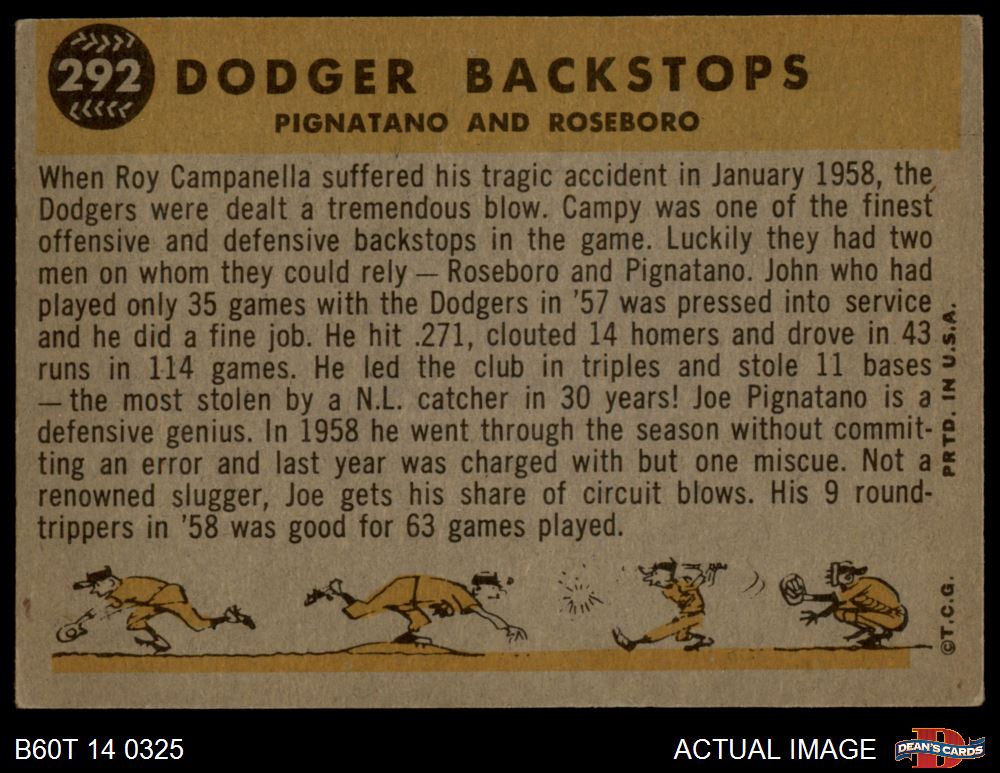 292
DODGER BACKSTOPS
PIGNATANO AND ROSEBORO
When Roy Campanella suffered his tragic accident in January 1958, the
Dodgers were dealt a tremendous blow. Campy was one of the finest
offensive and defensive backstops in the game. Luckily they had two
men on whom they could rely — Roseboro and Pignatano. John who had
played only 35 games with the Dodgers in '57 was pressed into service
and he did a fine job. He hit .271, clouted 14 homers and drove in 43
runs in 114 games. He led the club in triples and stole 11 bases
— the most stolen by a N.L. catcher in 30 years! Joe Pignatano is a
defensive genius. In 1958 he went through the season without commit-
ting an error and last year was charged with but one miscue. Not a
renowned slugger, Joe gets his share of circuit blows. His 9 round-
trippers in '58 was good for 63 games played.
PRTD. IN U.S.A.
©T.C.G.
B60T 14 0325
ACTUAL IMAGE
DEAN'S CARDS